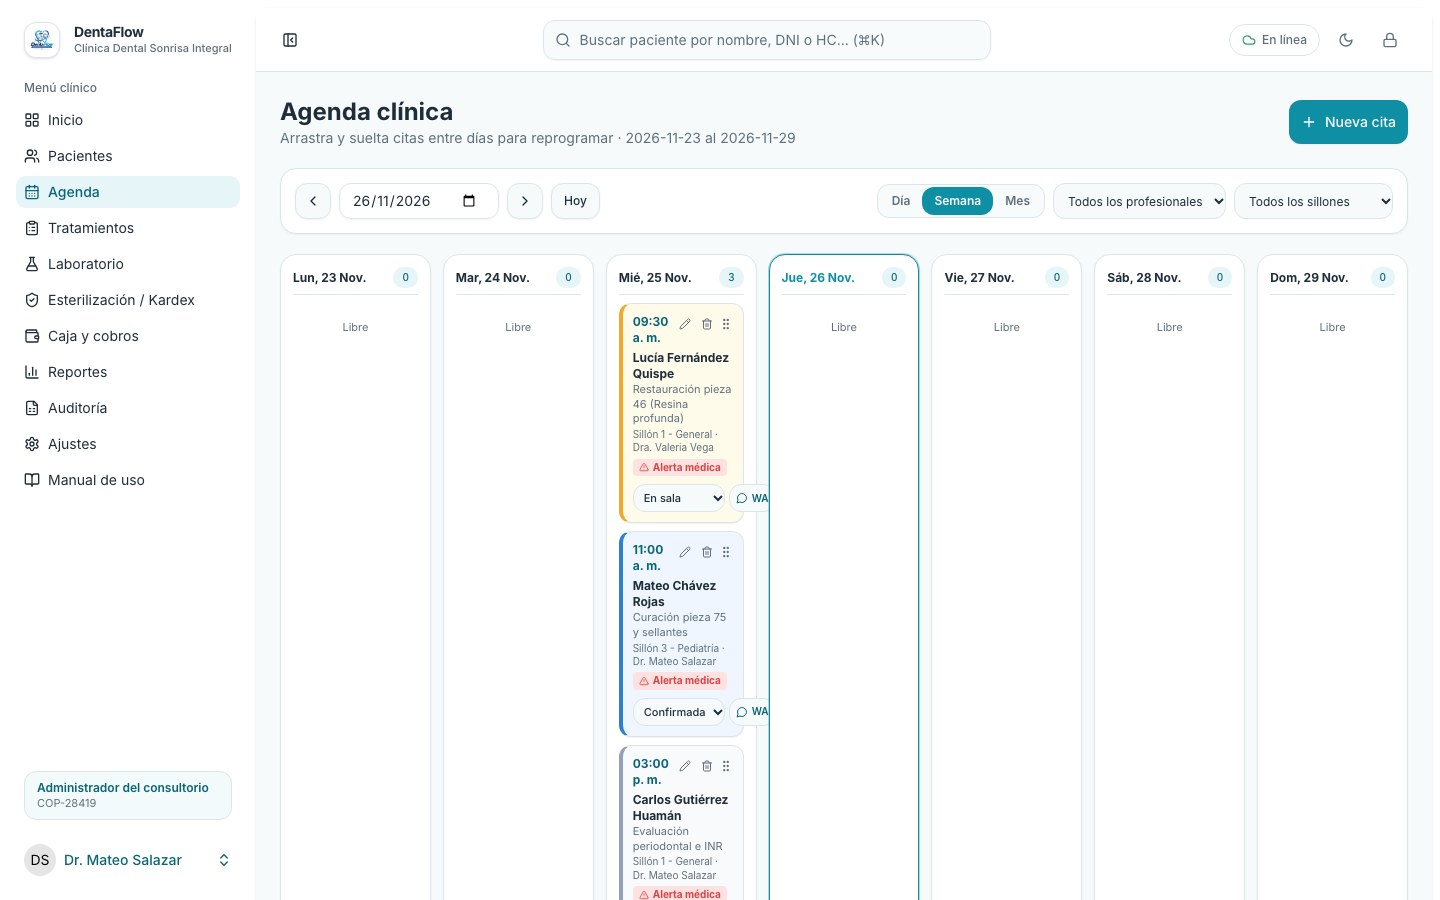 DentaFlow
Clínica Dental Sonrisa Integral
Menú clínico
Inicio
Pacientes
Agenda
Tratamientos
Laboratorio
Esterilización / Kardex
Caja y cobros
Reportes
Auditoría
Ajustes
Manual de uso
Administrador del consultorio
COP-28419
DS Dr. Mateo Salazar
Buscar paciente por nombre, DNI o HC... (⌘K)
En línea
Agenda clínica
Arrastra y suelta citas entre días para reprogramar · 2026-11-23 al 2026-11-29
+ Nueva cita
26/11/2026
Hoy
Día
Semana
Mes
Todos los profesionales
Todos los sillones
Lun, 23 Nov. 0
Libre
Mar, 24 Nov. 0
Libre
Mié, 25 Nov. 3
09:30
a. m.
Lucía Fernández
Quispe
Restauración pieza
46 (Resina
profunda)
Sillón 1 - General ·
Dra. Valeria Vega
Alerta médica
En sala
WA
11:00
a. m.
Mateo Chávez
Rojas
Curación pieza 75
y sellantes
Sillón 3 - Pediatría ·
Dr. Mateo Salazar
Alerta médica
Confirmada
WA
03:00
p. m.
Carlos Gutiérrez
Huamán
Evaluación
periodontal e INR
Sillón 1 - General ·
Dr. Mateo Salazar
Alerta médica
Jue, 26 Nov. 0
Libre
Vie, 27 Nov. 0
Libre
Sáb, 28 Nov. 0
Libre
Dom, 29 Nov. 0
Libre